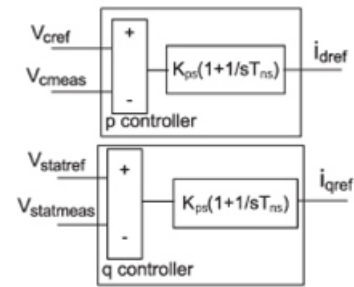 Vcref
+
Kps(1+1/sTns)
idref
Vcmeas
-
p controller
Vstatref
+
Kps(1+1/sTns)
iqref
Vstatmeas
-
q controller